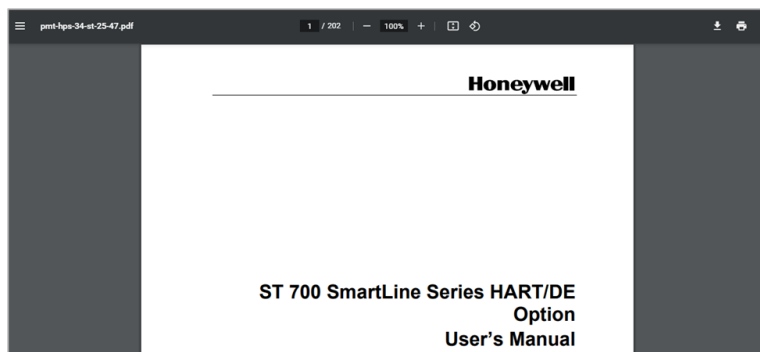 pmt-hps-34-st-25-47.pdf 1 / 202 100%
Honeywell
ST 700 SmartLine Series HART/DE
Option
User's Manual